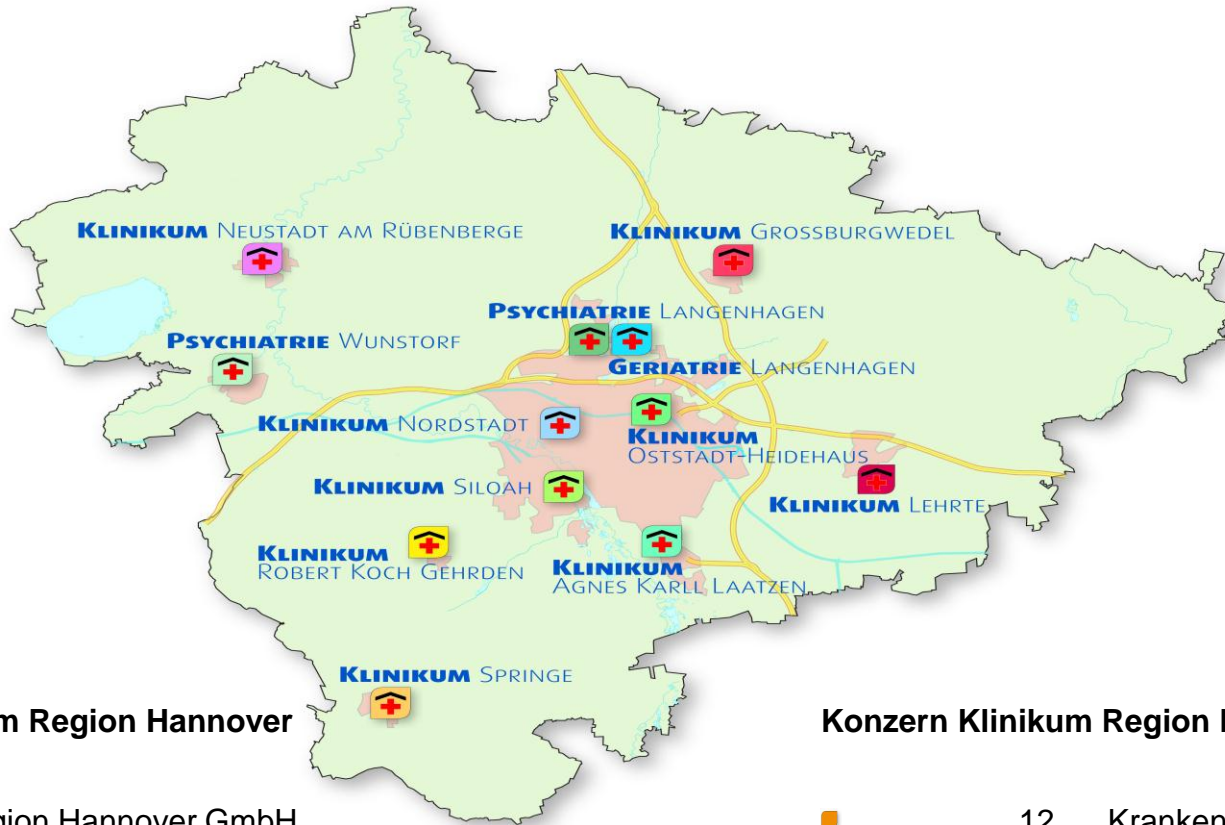 KLINIKUM NEUSTADT AM RÜBENBERGE
KLINIKUM GROSSBURGWEDEL
PSYCHIATRIE LANGENHAGEN
PSYCHIATRIE WUNSTORF
GERIATRIE LANGENHAGEN
KLINIKUM NORDSTADT
KLINIKUM
OSTSTADT-HEIDEHAUS
KLINIKUM SILOAH
KLINIKUM LEHRTE
KLINIKUM
ROBERT KOCH GEHRDEN
KLINIKUM
AGNES KARLL LAATZEN
KLINIKUM SPRINGE
m Region Hannover
Konzern Klinikum Region
gion Hannover GmbH
12 Kranken